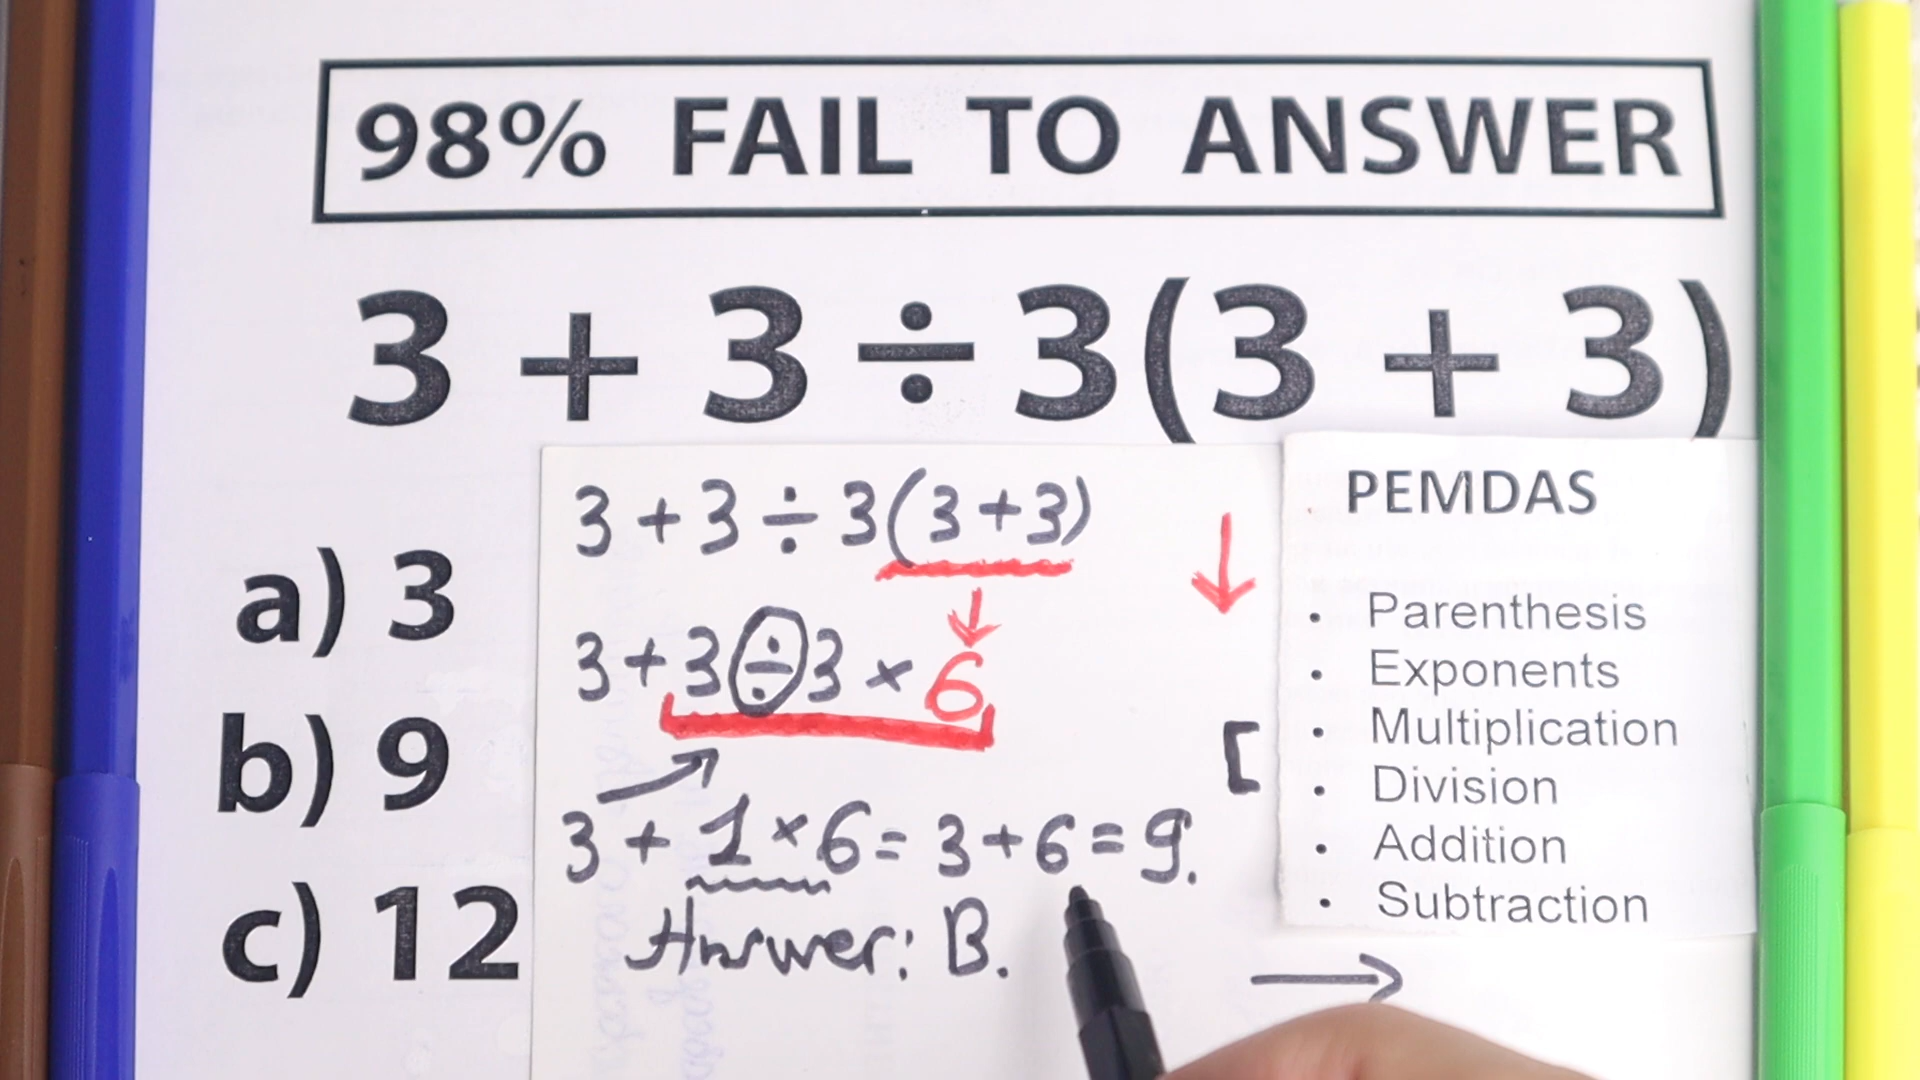 98% FAIL TO ANSWER
3 + 3 ÷ 3(3 + 3)
a) 3
b) 9
c) 12
3 + 3 ÷ 3(3+3)
3 + 3 ÷ 3 × 6
3 + 1 × 6 = 3 + 6 = 9.
Answer: B.
PEMDAS
• Parenthesis
• Exponents
• Multiplication
• Division
• Addition
• Subtraction